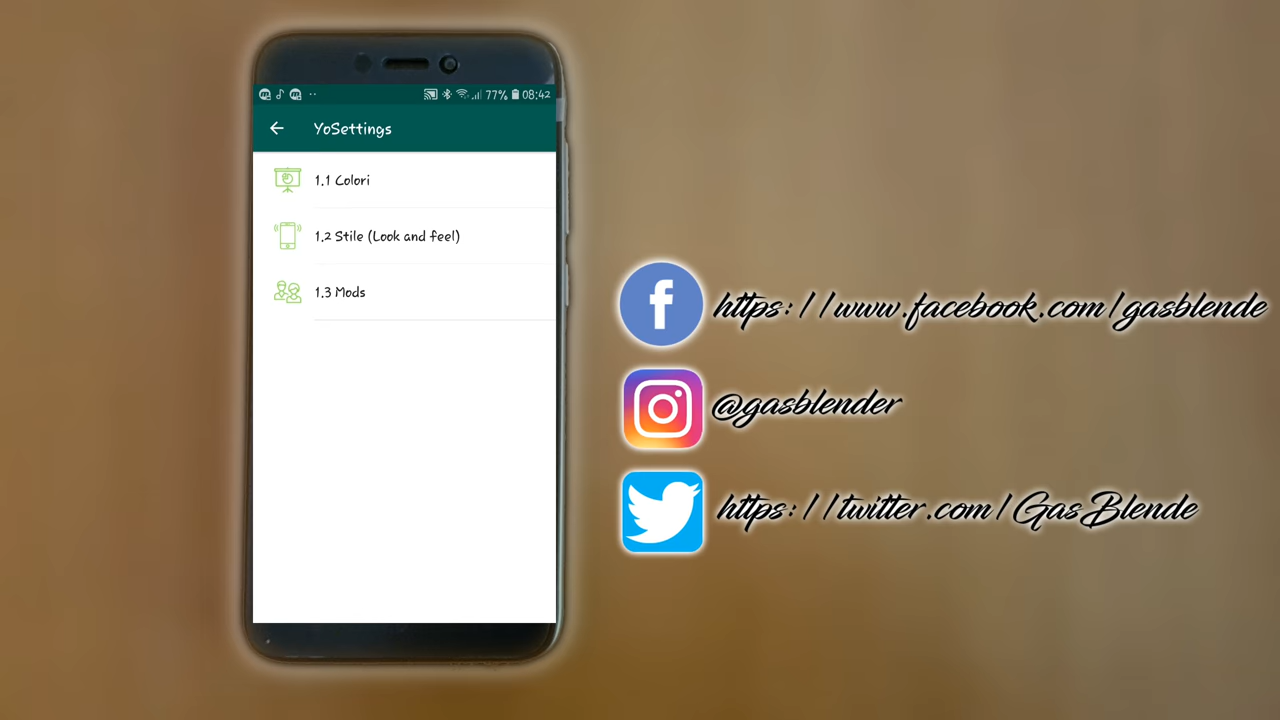 77% 08:42
YoSettings
1.1 Colori
1.2 Stile (Look and feel)
1.3 Mods
https://www.facebook.com/gasblende
@gasblender
https://twitter.com/GasBlende